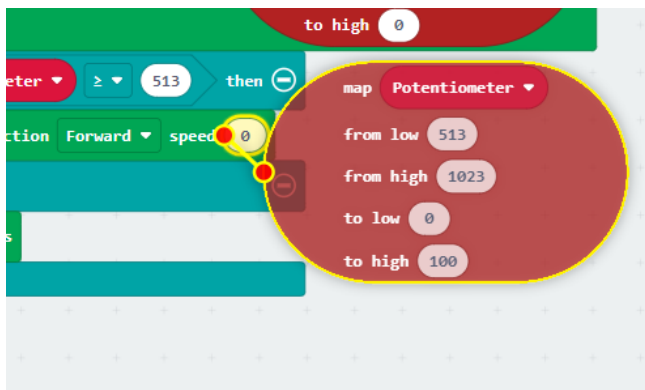 to high 0
eter ≥ 513 then
map Potentiometer
ction Forward speed 0
from low 513
from high 1023
to low 0
s
to high 100